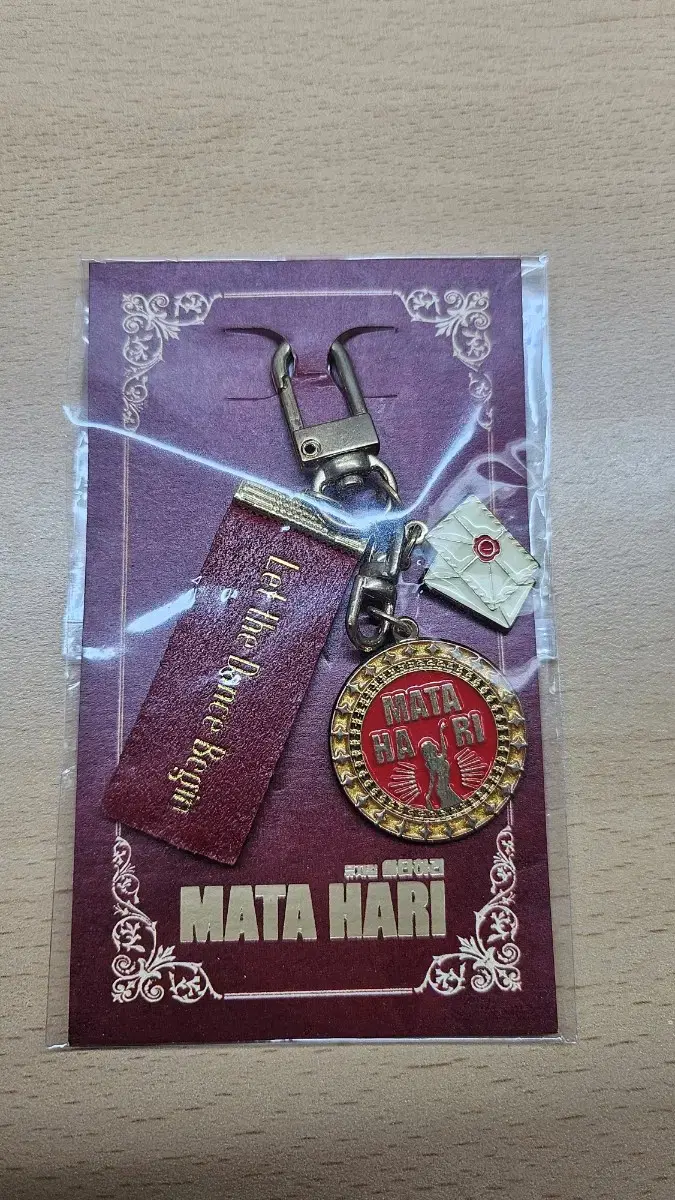 Let the Dance Begin
MATA
HA RI
뮤지컬 마타하리
MATA HARI